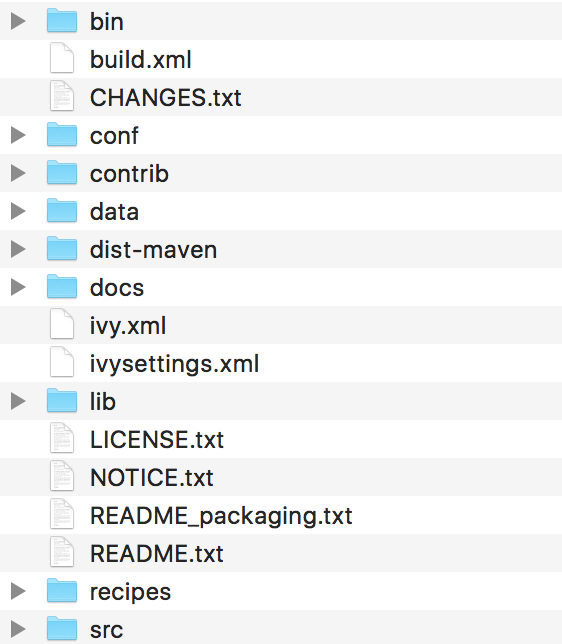 bin
build.xml
CHANGES.txt
conf
contrib
data
dist-maven
docs
ivy.xml
ivysettings.xml
lib
LICENSE.txt
NOTICE.txt
README_packaging.txt
README.txt
recipes
src